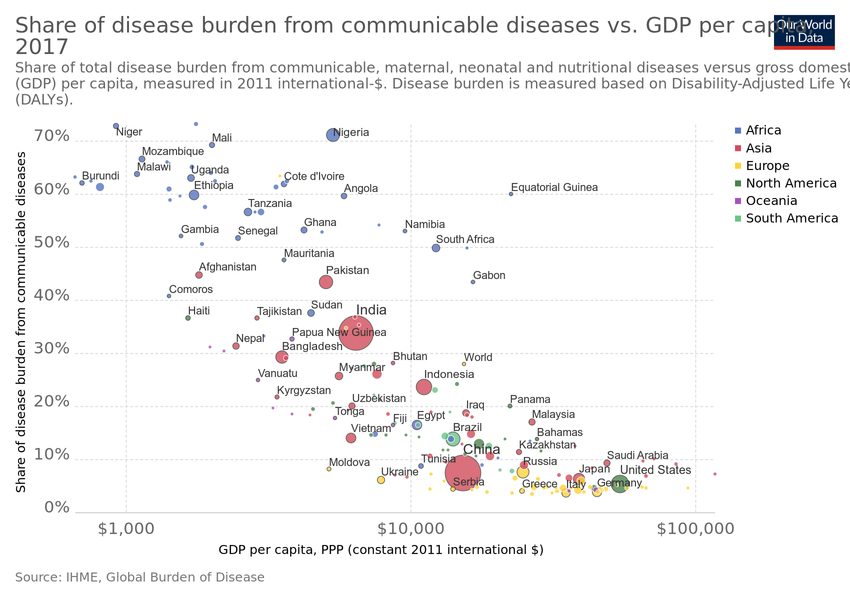 Share of disease burden from communicable diseases vs. GDP per capita,
2017
Our World
in Data
Share of total disease burden from communicable, maternal, neonatal and nutritional diseases versus gross domest
(GDP) per capita, measured in 2011 international-$. Disease burden is measured based on Disability-Adjusted Life Ye
(DALYs).
Share of disease burden from communicable diseases
70%
60%
50%
40%
30%
20%
10%
0%
Niger
Nigeria
Mali
Mozambique
Malawi
Uganda
Burundi
Ethiopia
Cote d'Ivoire
Angola
Equatorial Guinea
Tanzania
Gambia
Senegal
Ghana
Namibia
South Africa
Mauritania
Afghanistan
Pakistan
Gabon
Comoros
Haiti
Tajikistan
Sudan
India
Papua New Guinea
Nepal
Bangladesh
Bhutan
World
Vanuatu
Myanmar
Indonesia
Kyrgyzstan
Uzbekistan
Tonga
Fiji
Egypt
Iraq
Panama
Malaysia
Vietnam
Brazil
Bahamas
Kazakhstan
China
Tunisia
Moldova
Ukraine
Serbia
Russia
Saudi Arabia
Japan
United States
Greece
Italy
Germany
$1,000
$10,000
$100,000
GDP per capita, PPP (constant 2011 international $)
Africa
Asia
Europe
North America
Oceania
South America
Source: IHME, Global Burden of Disease